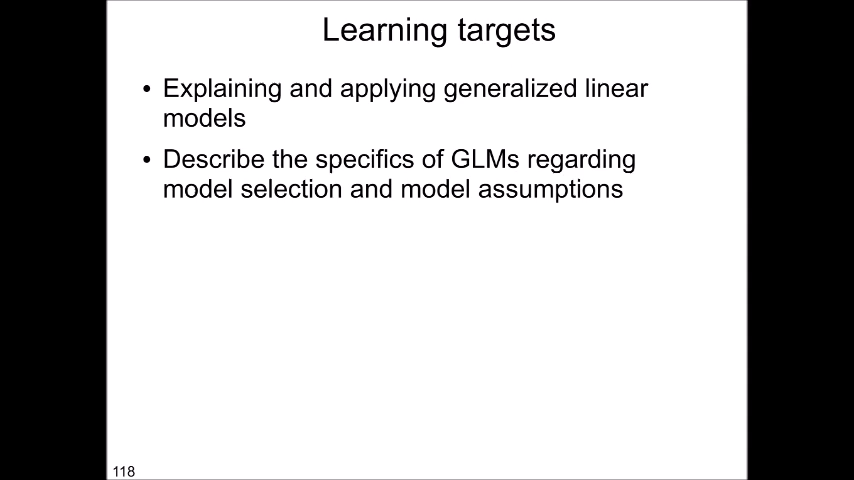 Learning targets
• Explaining and applying generalized linear
models
• Describe the specifics of GLMs regarding
model selection and model assumptions
118